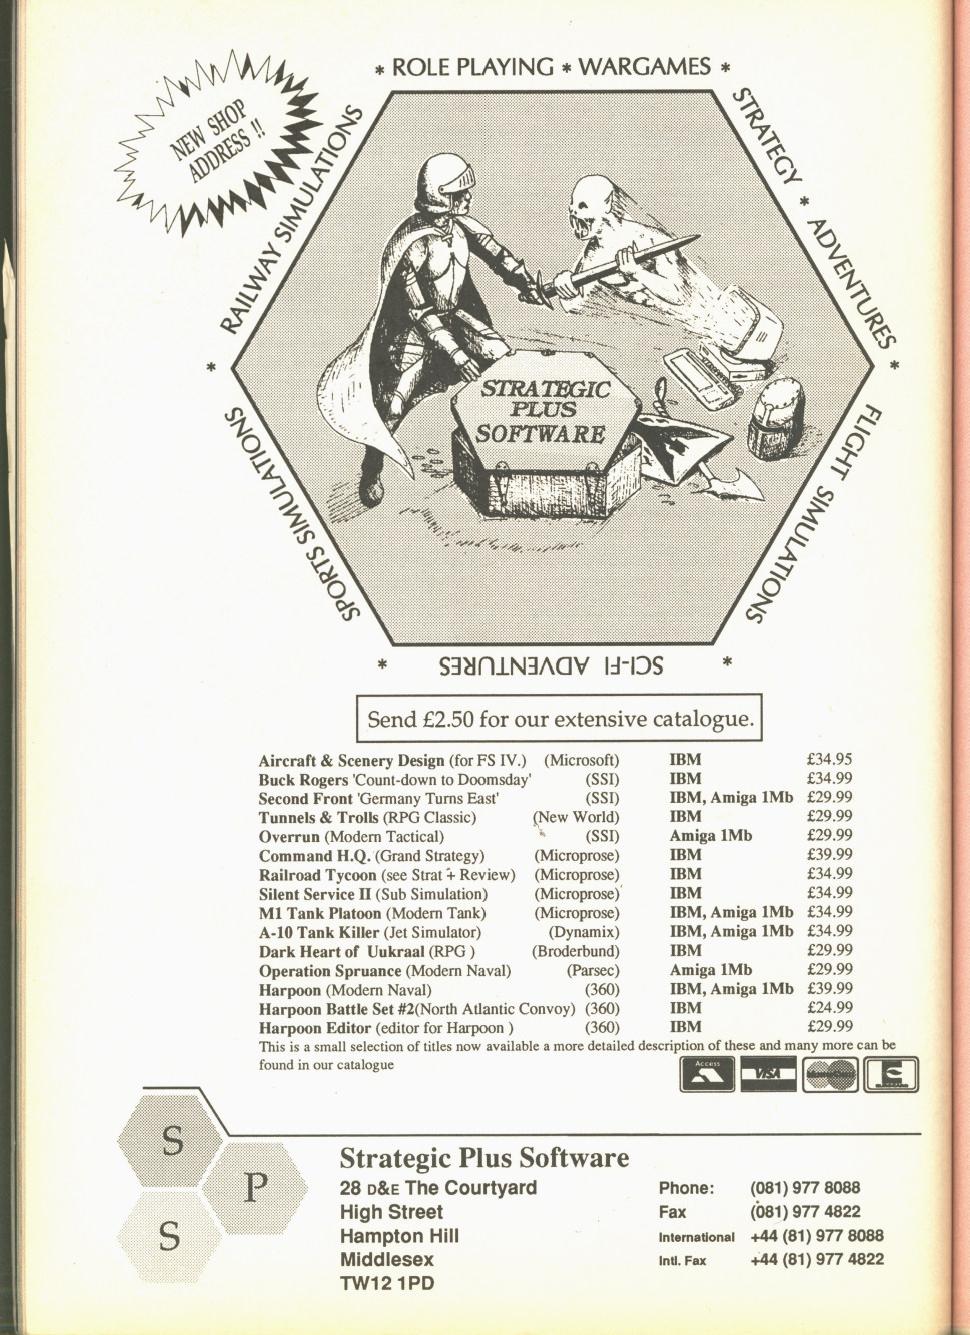 NEW SHOP
ADDRESS !!
* ROLE PLAYING * WARGAMES *
STRATEGY * ADVENTURES *
FLIGHT SIMULATIONS
* SCI-FI ADVENTURES *
SPORTS SIMULATIONS *
RAILWAY SIMULATIONS
STRATEGIC
PLUS
SOFTWARE
Send £2.50 for our extensive catalogue.
Aircraft & Scenery Design (for FS IV.) (Microsoft) IBM £34.95
Buck Rogers 'Count-down to Doomsday' (SSI) IBM £34.99
Second Front 'Germany Turns East' (SSI) IBM, Amiga 1Mb £29.99
Tunnels & Trolls (RPG Classic) (New World) IBM £29.99
Overrun (Modern Tactical) (SSI) Amiga 1Mb £29.99
Command H.Q. (Grand Strategy) (Microprose) IBM £39.99
Railroad Tycoon (see Strat + Review) (Microprose) IBM £34.99
Silent Service II (Sub Simulation) (Microprose) IBM £34.99
M1 Tank Platoon (Modern Tank) (Microprose) IBM, Amiga 1Mb £34.99
A-10 Tank Killer (Jet Simulator) (Dynamix) IBM, Amiga 1Mb £34.99
Dark Heart of Uukraal (RPG ) (Broderbund) IBM £29.99
Operation Spruance (Modern Naval) (Parsec) Amiga 1Mb £29.99
Harpoon (Modern Naval) (360) IBM, Amiga 1Mb £39.99
Harpoon Battle Set #2(North Atlantic Convoy) (360) IBM £24.99
Harpoon Editor (editor for Harpoon ) (360) IBM £29.99
This is a small selection of titles now available a more detailed description of these and many more can be
found in our catalogue
Access VISA MasterCard E
S
P
S
Strategic Plus Software
28 D&E The Courtyard Phone: (081) 977 8088
High Street Fax (081) 977 4822
Hampton Hill International +44 (81) 977 8088
Middlesex Intl. Fax +44 (81) 977 4822
TW12 1PD